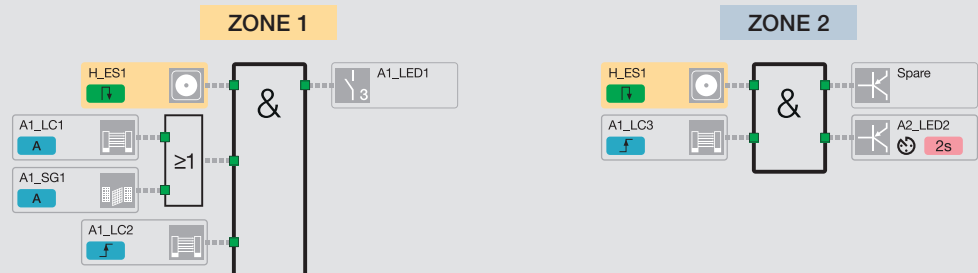 ZONE 1
H_ES1
&
A1_LED1
3
A1_LC1
A
≥1
A1_SG1
A
A1_LC2
ZONE 2
H_ES1
&
Spare
A1_LC3
A2_LED2
2s